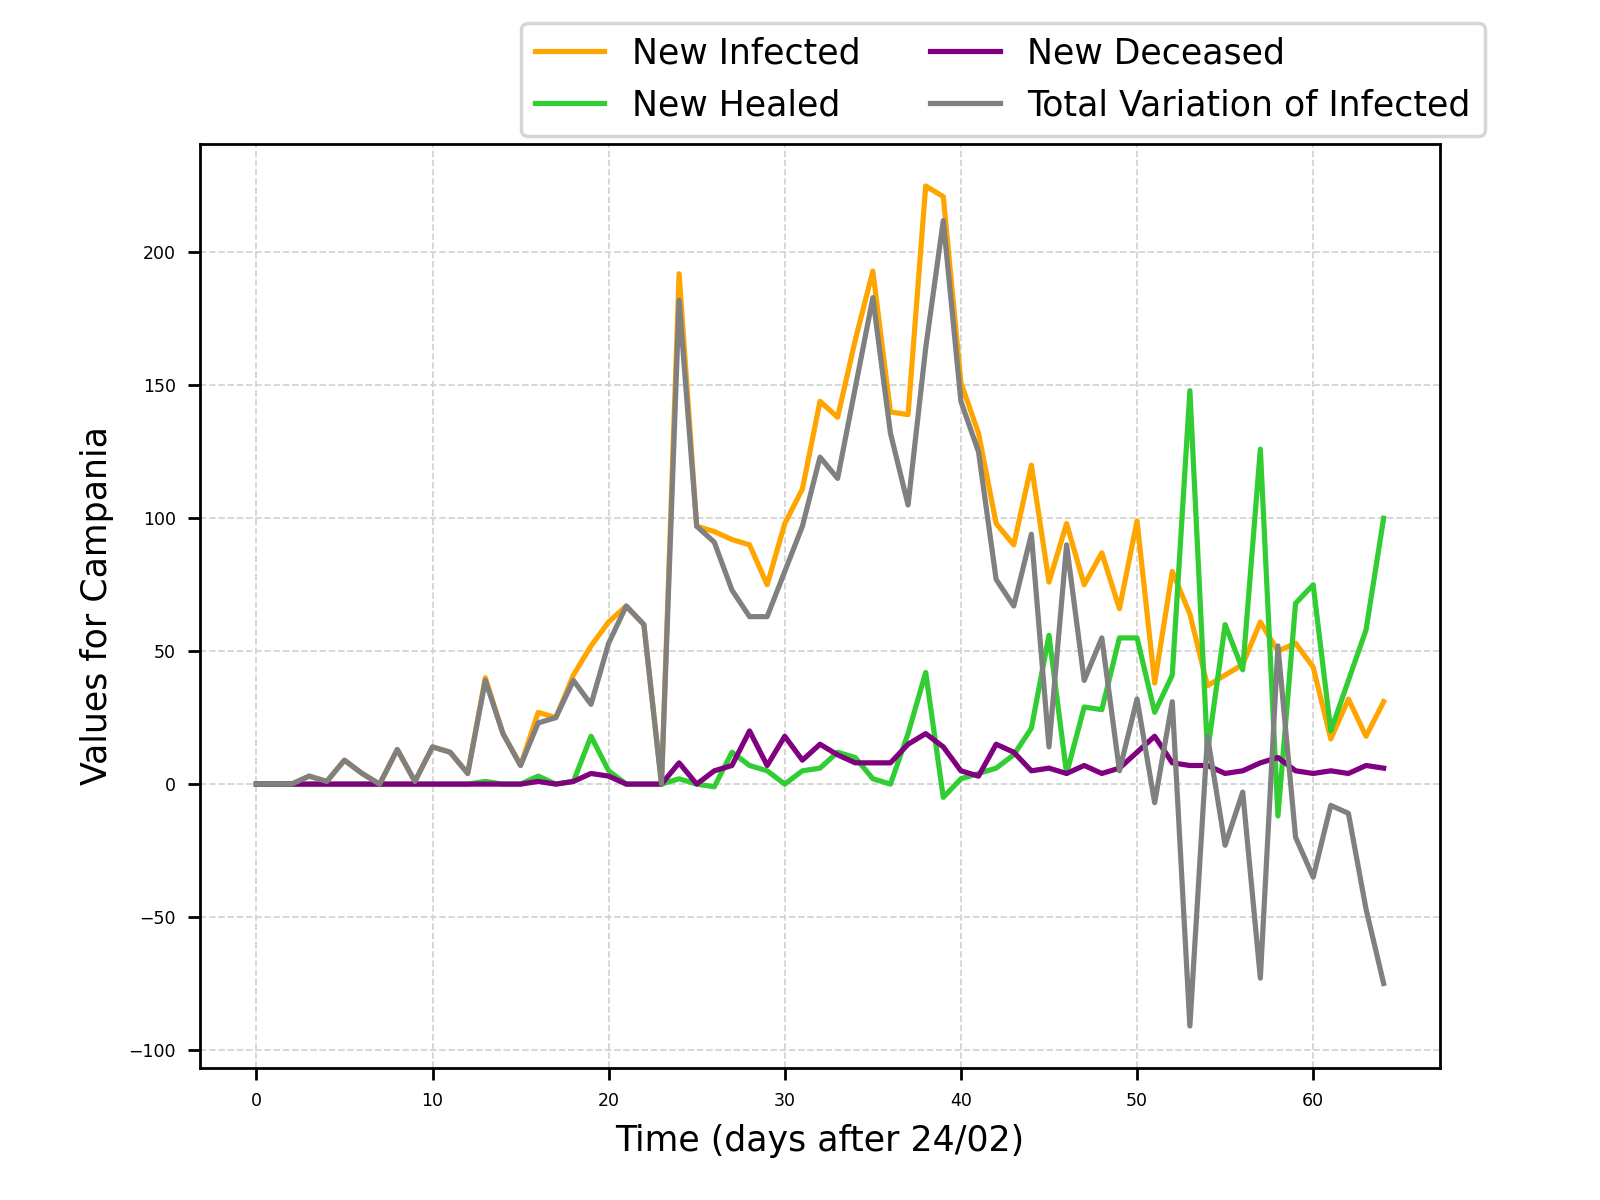 New Infected
New Healed
New Deceased
Total Variation of Infected
Values for Campania
200
150
100
50
0
−50
−100
0 10 20 30 40 50 60
Time (days after 24/02)